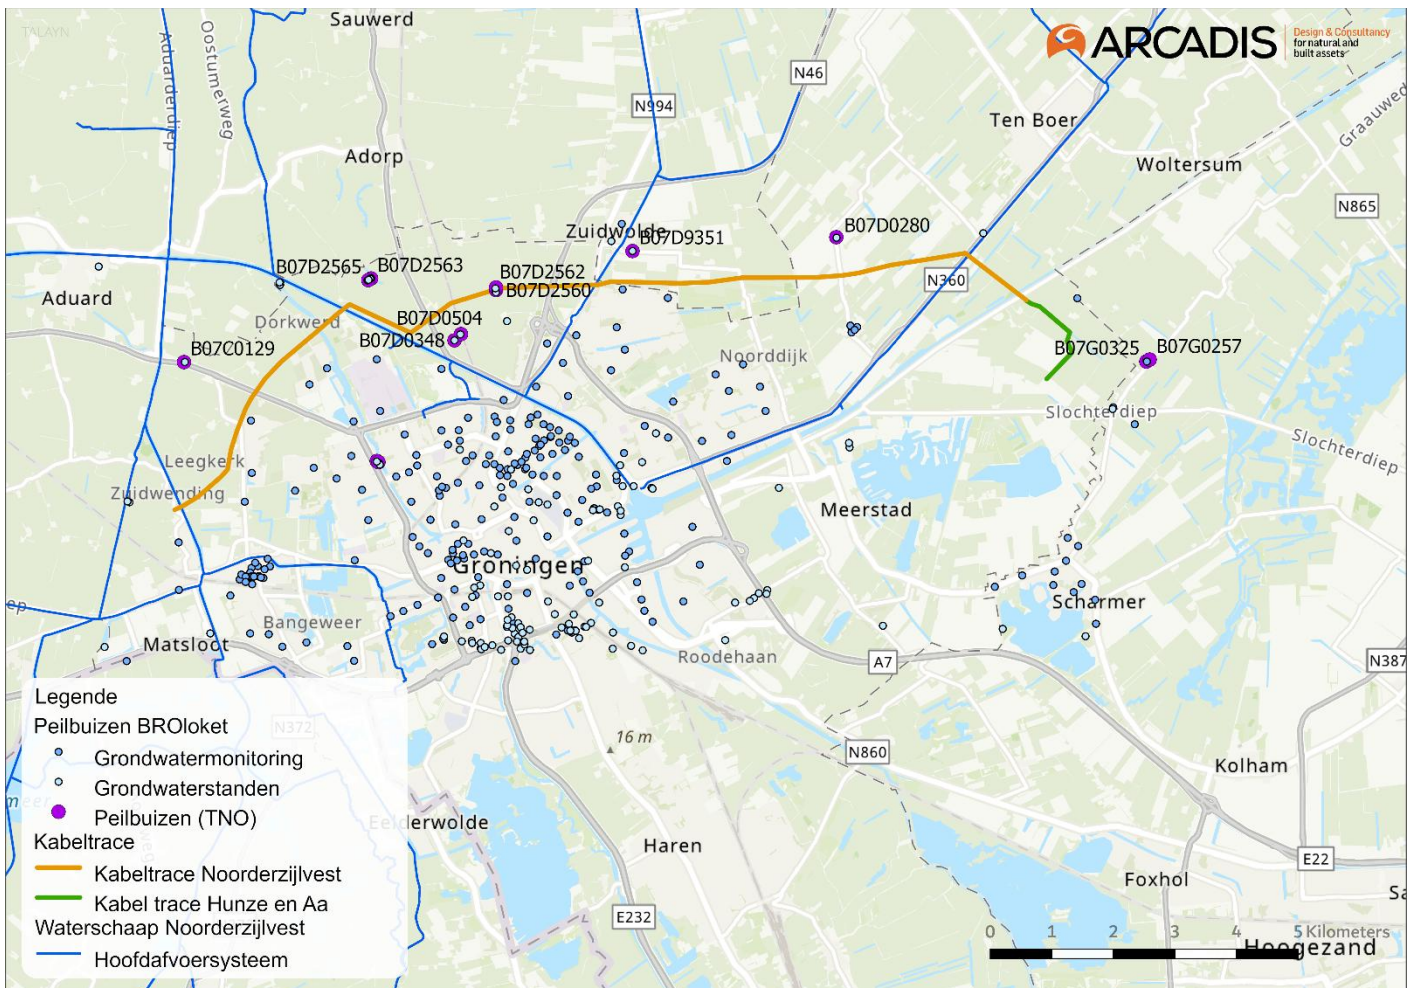 Sauwerd
TALAYN
Aduarderdiep
Oostumerweg
ARCADIS
Design & Consultancy
for natural and
built assets
N46
N994
Ten Boer
Graauwed
Adorp
Woltersum
N865
Zuidwolde
B07D0280
B07D9351
B07D2565
B07D2563
B07D2562
B07D2560
N360
Aduard
Dorkwerd
B07D0504
B07D0348
B07C0129
Noorddijk
B07G0325
B07G0257
Slochterdiep
Slochterdiep
Leegkerk
Zuidwending
Meerstad
Groningen
ep
Scharmer
Bangeweer
Matsloot
Roodehaan
A7
N387
Legende
Peilbuizen BROloket
Grondwatermonitoring
Grondwaterstanden
Peilbuizen (TNO)
Kabeltrace
Kabeltrace Noorderzijlvest
Kabel trace Hunze en Aa
Waterschaap Noorderzijlvest
Hoofdafvoersysteem
N372
16 m
N860
Kolham
Eelderwolde
Haren
E22
Foxhol
Sa
E232
0 1 2 3 4 5 Kilometers
Hoogezand